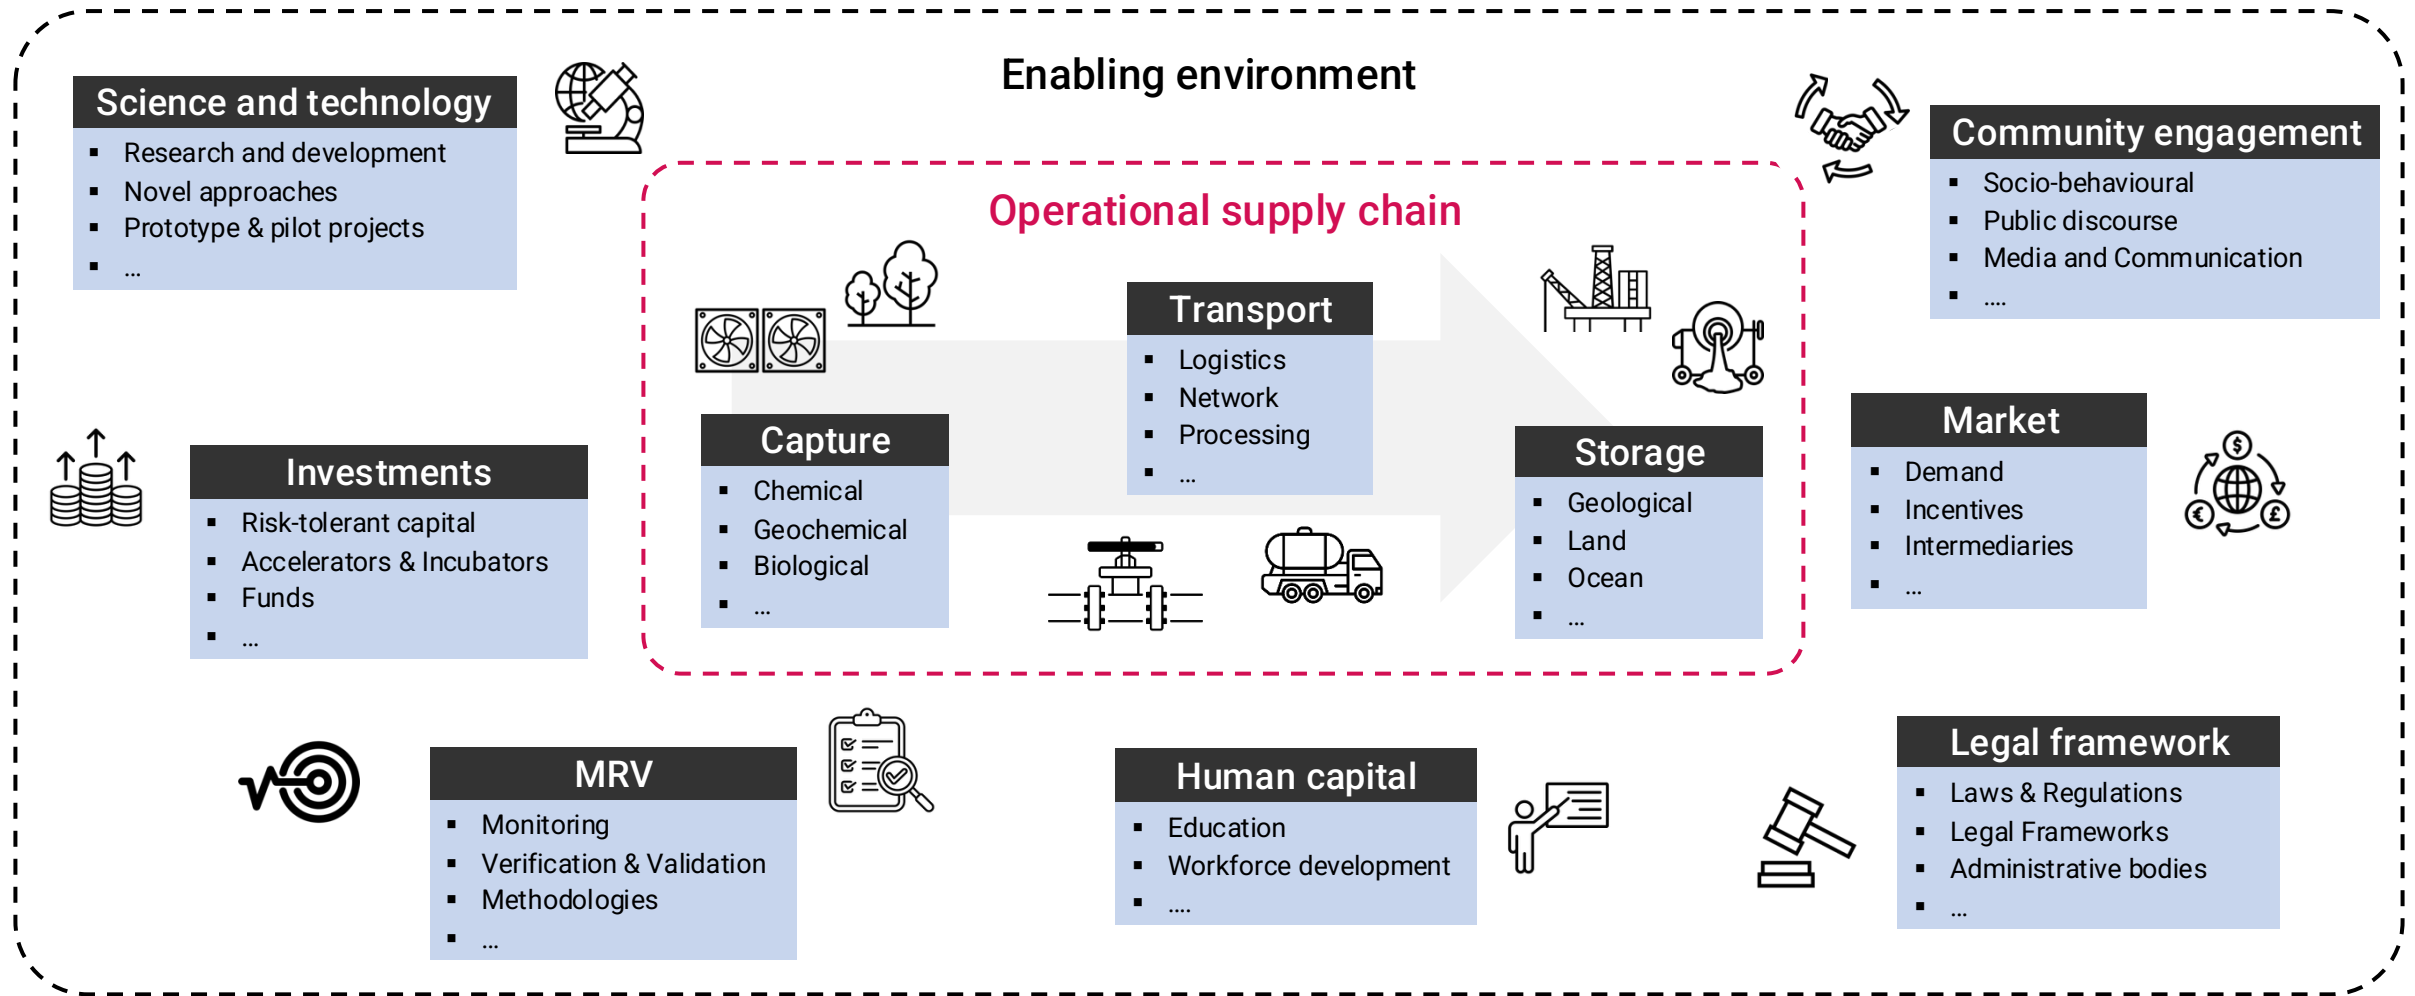 Enabling environment
Science and technology
▪ Research and development
▪ Novel approaches
▪ Prototype & pilot projects
▪ ...
Community engagement
▪ Socio-behavioural
▪ Public discourse
▪ Media and Communication
▪ ....
Operational supply chain
Capture
▪ Chemical
▪ Geochemical
▪ Biological
▪ ...
Transport
▪ Logistics
▪ Network
▪ Processing
▪ ...
Storage
▪ Geological
▪ Land
▪ Ocean
▪ ...
Investments
▪ Risk-tolerant capital
▪ Accelerators & Incubators
▪ Funds
▪ ...
Market
▪ Demand
▪ Incentives
▪ Intermediaries
▪ ...
$
€
£
MRV
▪ Monitoring
▪ Verification & Validation
▪ Methodologies
▪ ...
Human capital
▪ Education
▪ Workforce development
▪ ....
Legal framework
▪ Laws & Regulations
▪ Legal Frameworks
▪ Administrative bodies
▪ ...